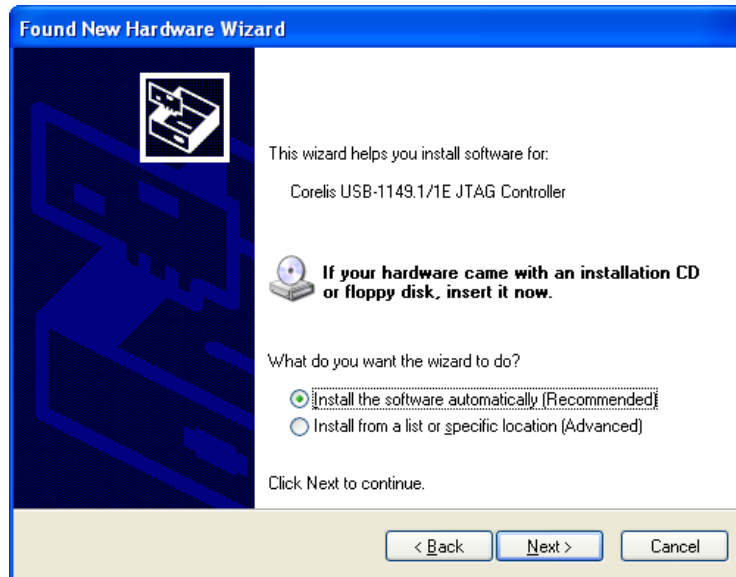 Found New Hardware Wizard
This wizard helps you install software for:
Corelis USB-1149.1/1E JTAG Controller
If your hardware came with an installation CD
or floppy disk, insert it now.
What do you want the wizard to do?
Install the software automatically (Recommended)
Install from a list or specific location (Advanced)
Click Next to continue.
< Back Next > Cancel